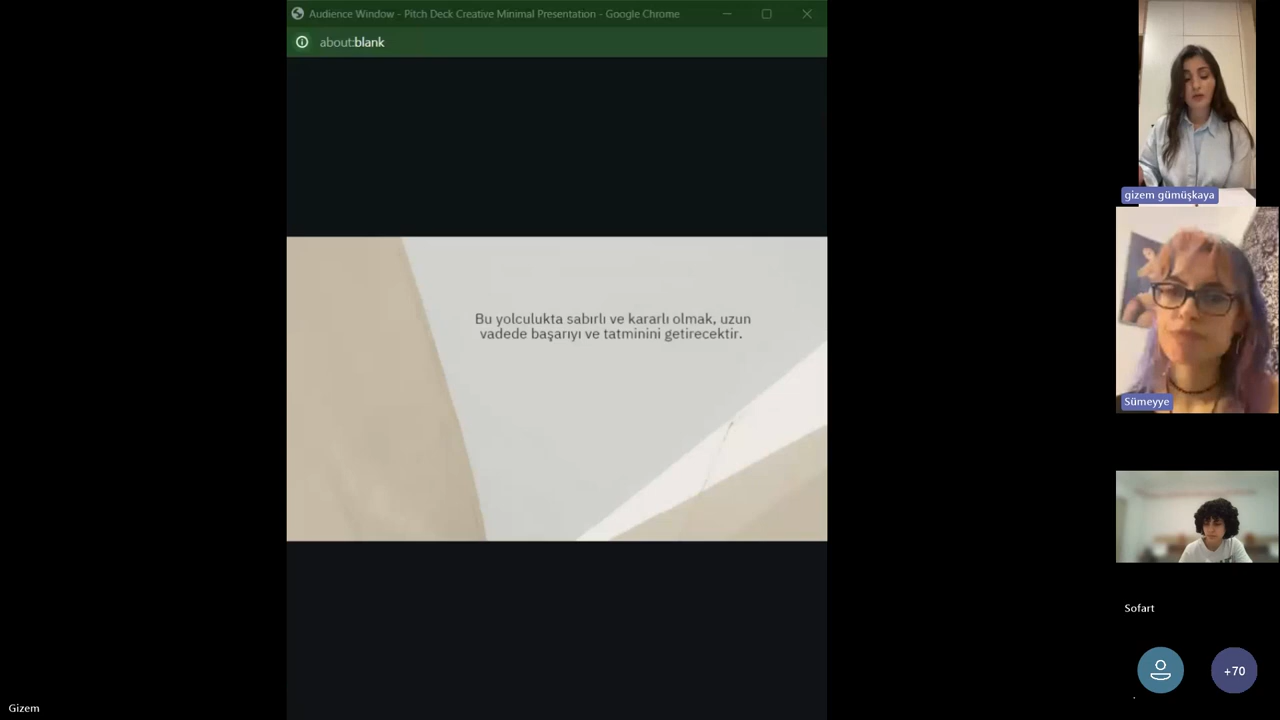 Audience Window - Pitch Deck Creative Minimal Presentation - Google Chrome
about:blank
Bu yolculukta sabırlı ve kararlı olmak, uzun
vadede başarıyı ve tatminini getirecektir.
gizem gümüşkaya
Sümeyye
Sofart
+70
Gizem